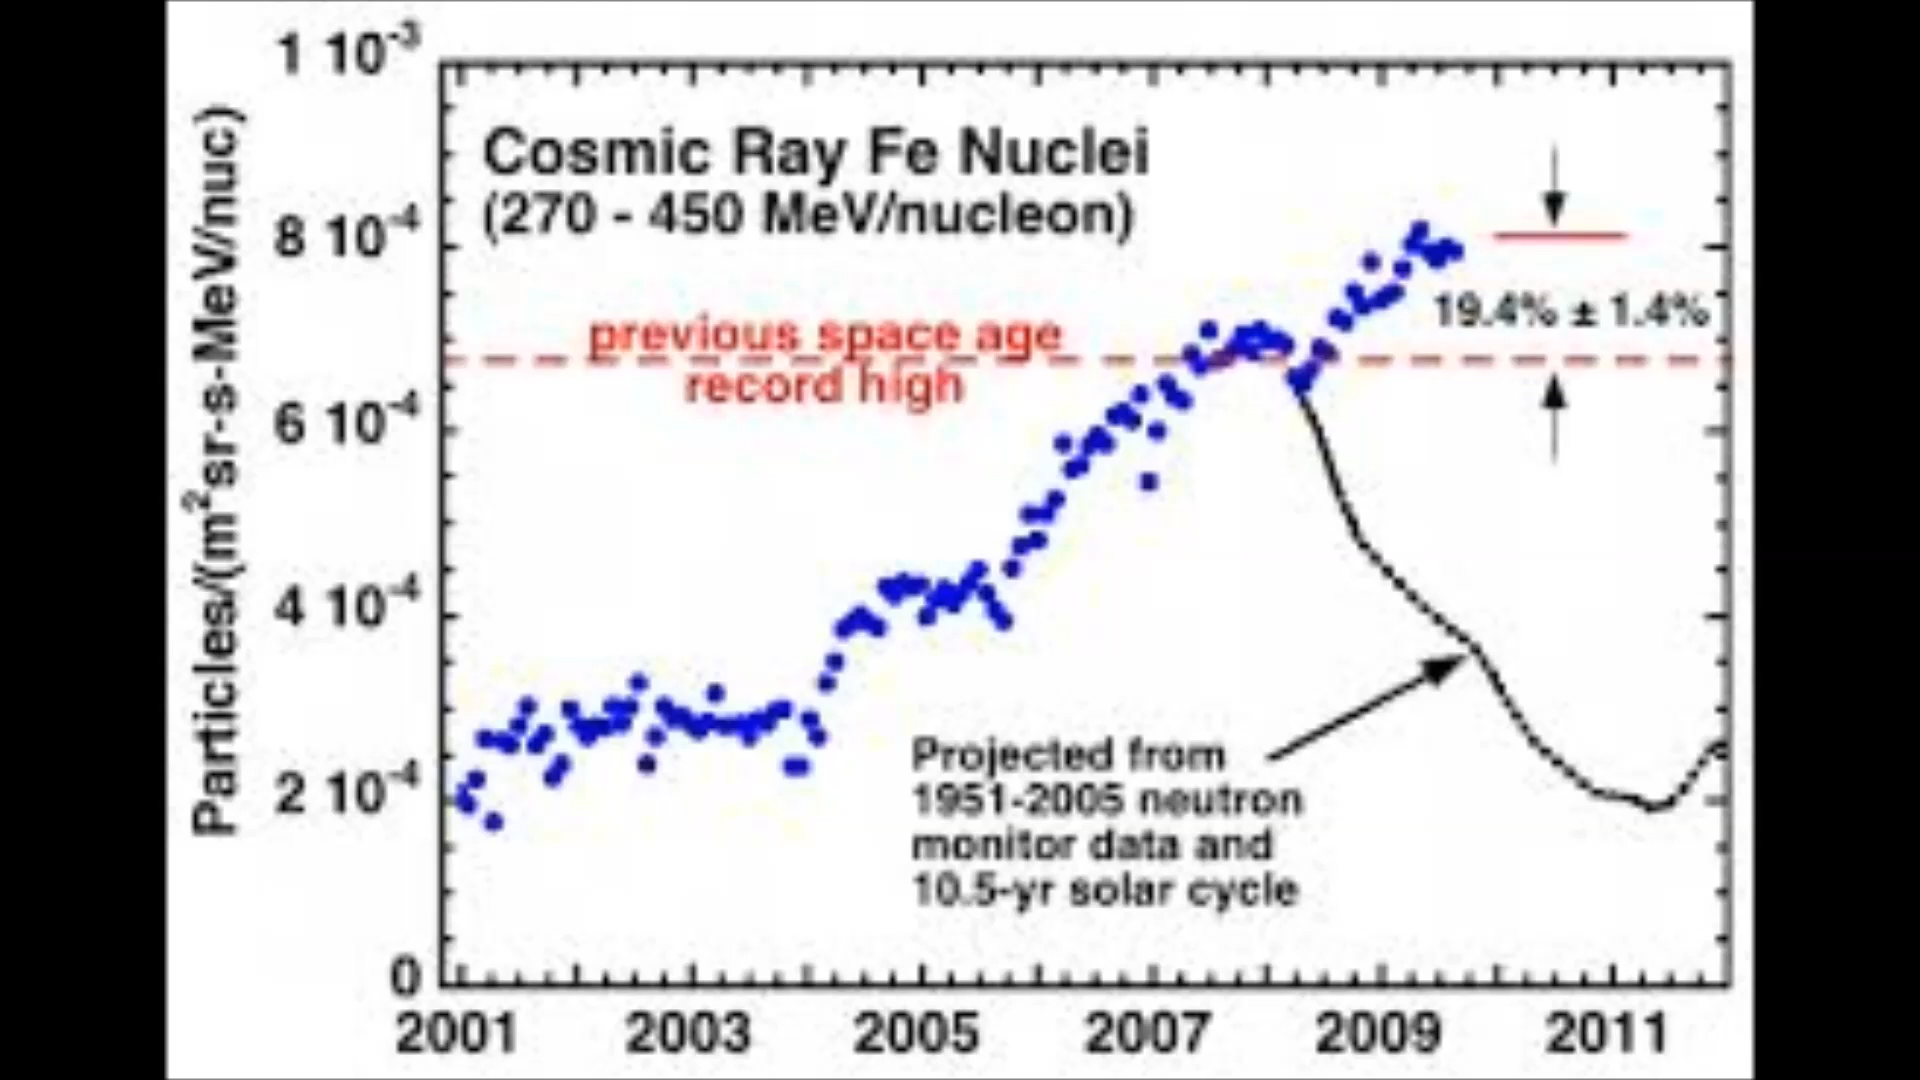 1 10⁻³
Cosmic Ray Fe Nuclei
(270 - 450 MeV/nucleon)
8 10⁻⁴
19.4% ± 1.4%
previous space age
record high
6 10⁻⁴
4 10⁻⁴
Projected from
1951-2005 neutron
monitor data and
10.5-yr solar cycle
2 10⁻⁴
0
Particles/(m²sr-s-MeV/nuc)
2001 2003 2005 2007 2009 2011